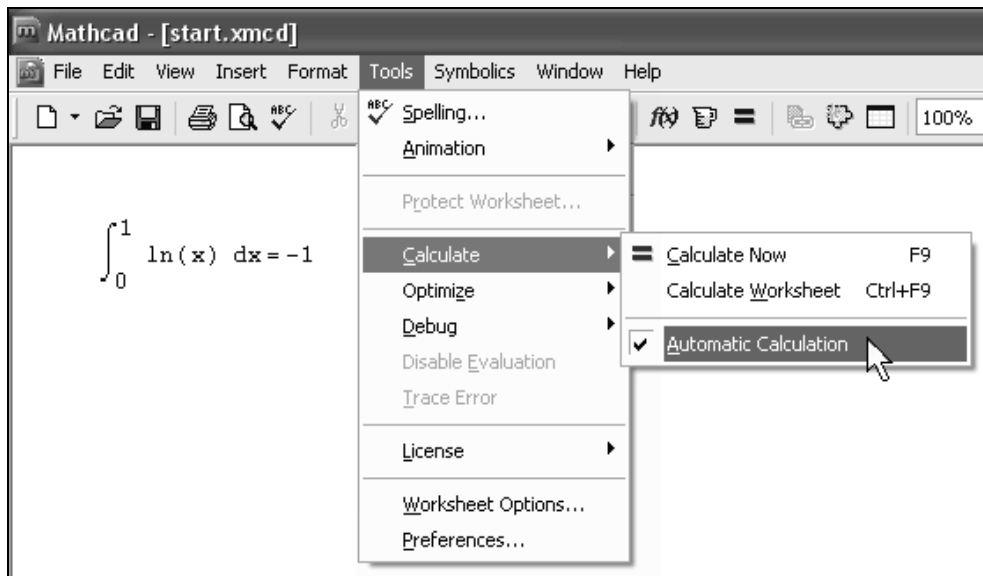 Mathcad - [start.xmcd]
File Edit View Insert Format Tools Symbolics Window Help
100%
Spelling...
Animation
Protect Worksheet...
Calculate
Optimize
Debug
Disable Evaluation
Trace Error
License
Worksheet Options...
Preferences...
Calculate Now F9
Calculate Worksheet Ctrl+F9
Automatic Calculation
∫₀¹ ln(x) dx = -1